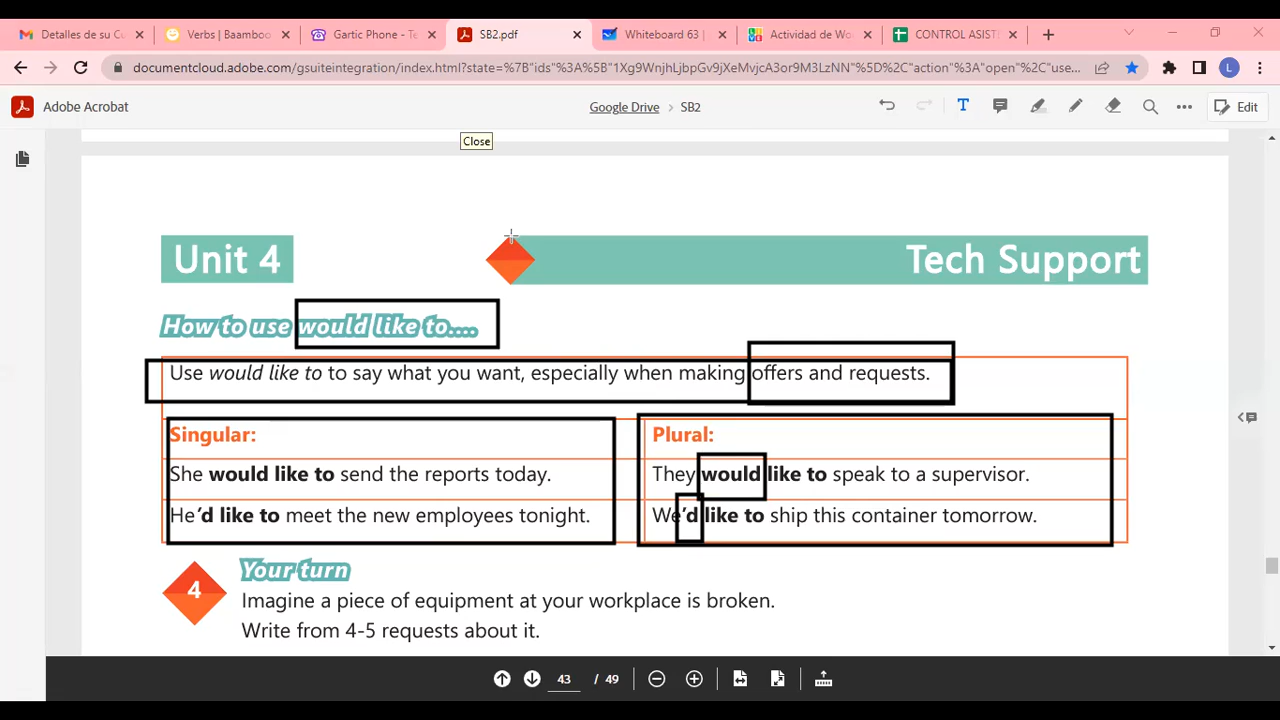 Detalles de su Cu
Verbs | Baamboo
Gartic Phone - Te
SB2.pdf
Whiteboard 63 |
Actividad de Wo
CONTROL ASIST
documentcloud.adobe.com/gsuiteintegration/index.html?state=%7B"ids"%3A%5B"1Xg9WnjhLjbpGv9jXeMvjcA3or9M3LzNN"%5D%2C"action"%3A"open"%2C"use...
L
Adobe Acrobat
Google Drive > SB2
Edit
Close
Unit 4
Tech Support
How to use would like to....
Use would like to to say what you want, especially when making offers and requests.
Singular:
Plural:
She would like to send the reports today.
They would like to speak to a supervisor.
He'd like to meet the new employees tonight.
We'd like to ship this container tomorrow.
4
Your turn
Imagine a piece of equipment at your workplace is broken.
Write from 4-5 requests about it.
43 / 49